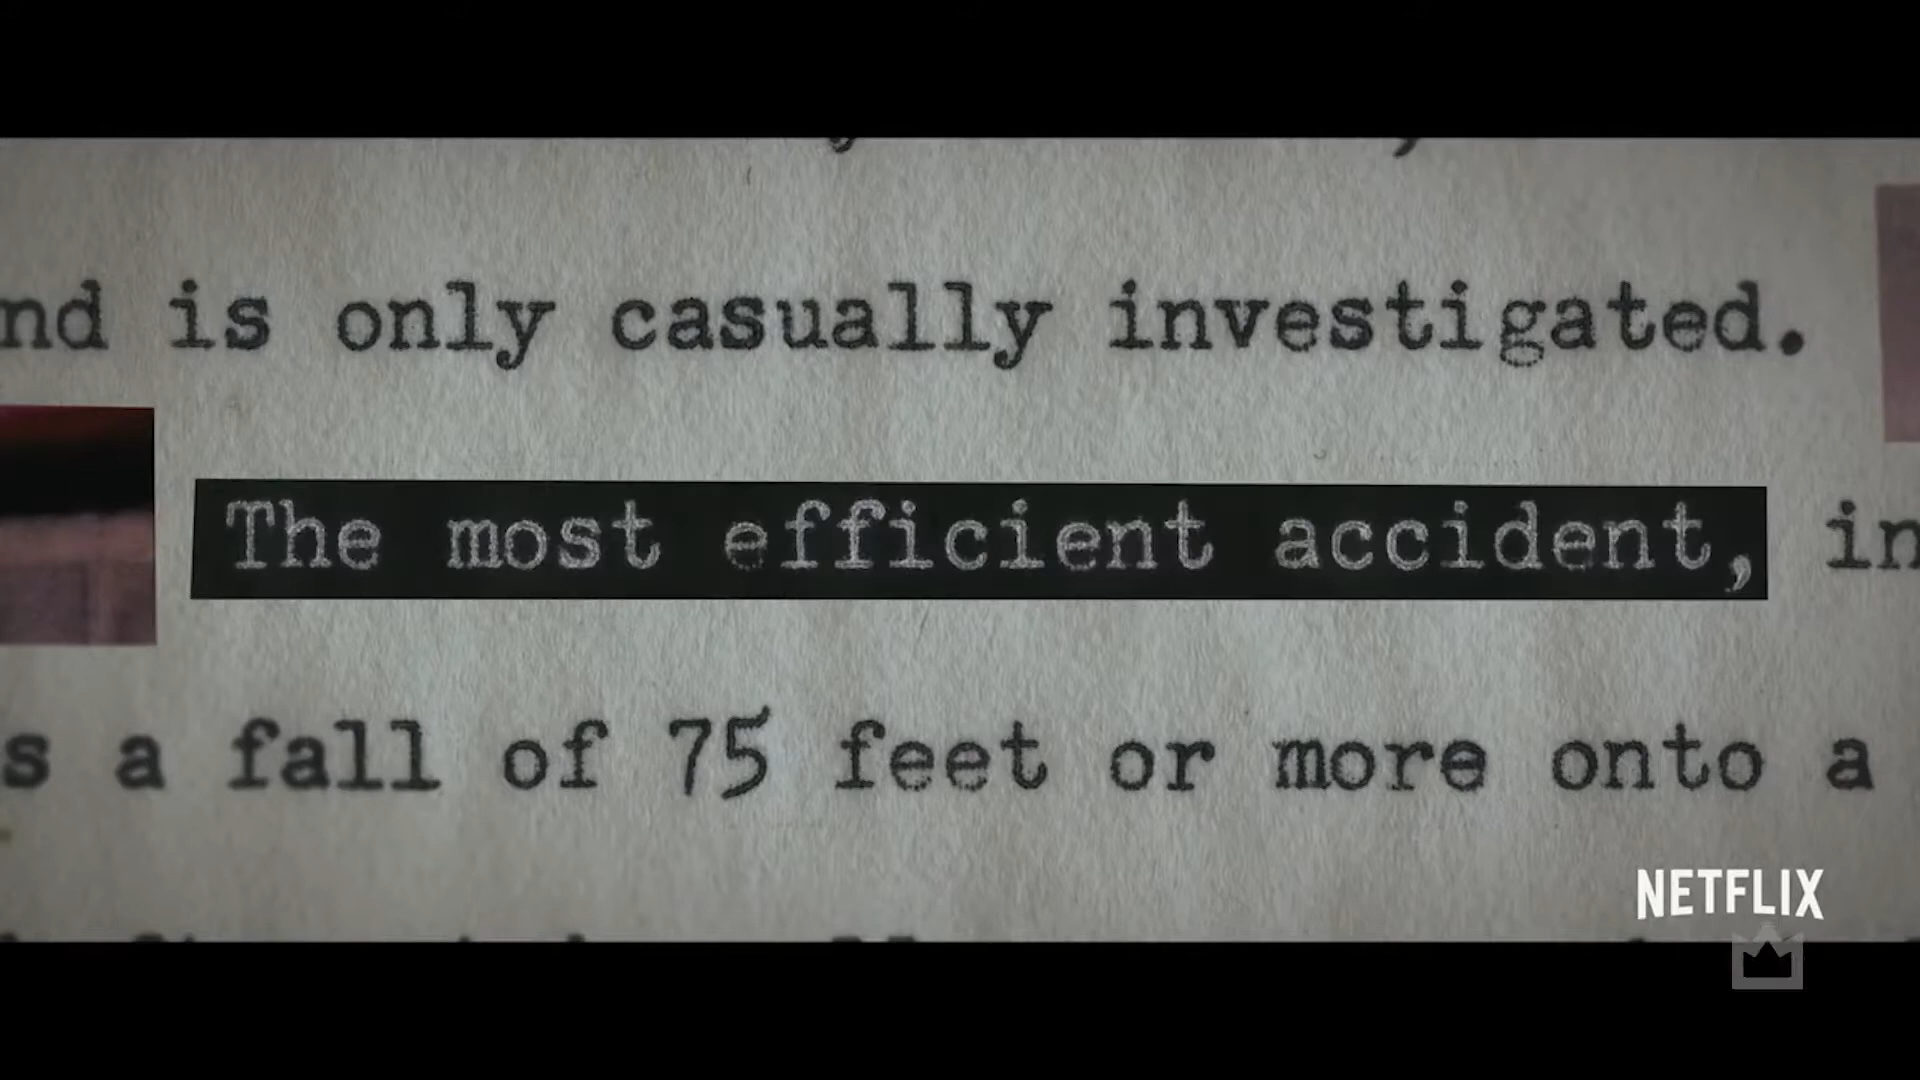 nd is only casually investigated.
The most efficient accident, in
s a fall of 75 feet or more onto a
NETFLIX